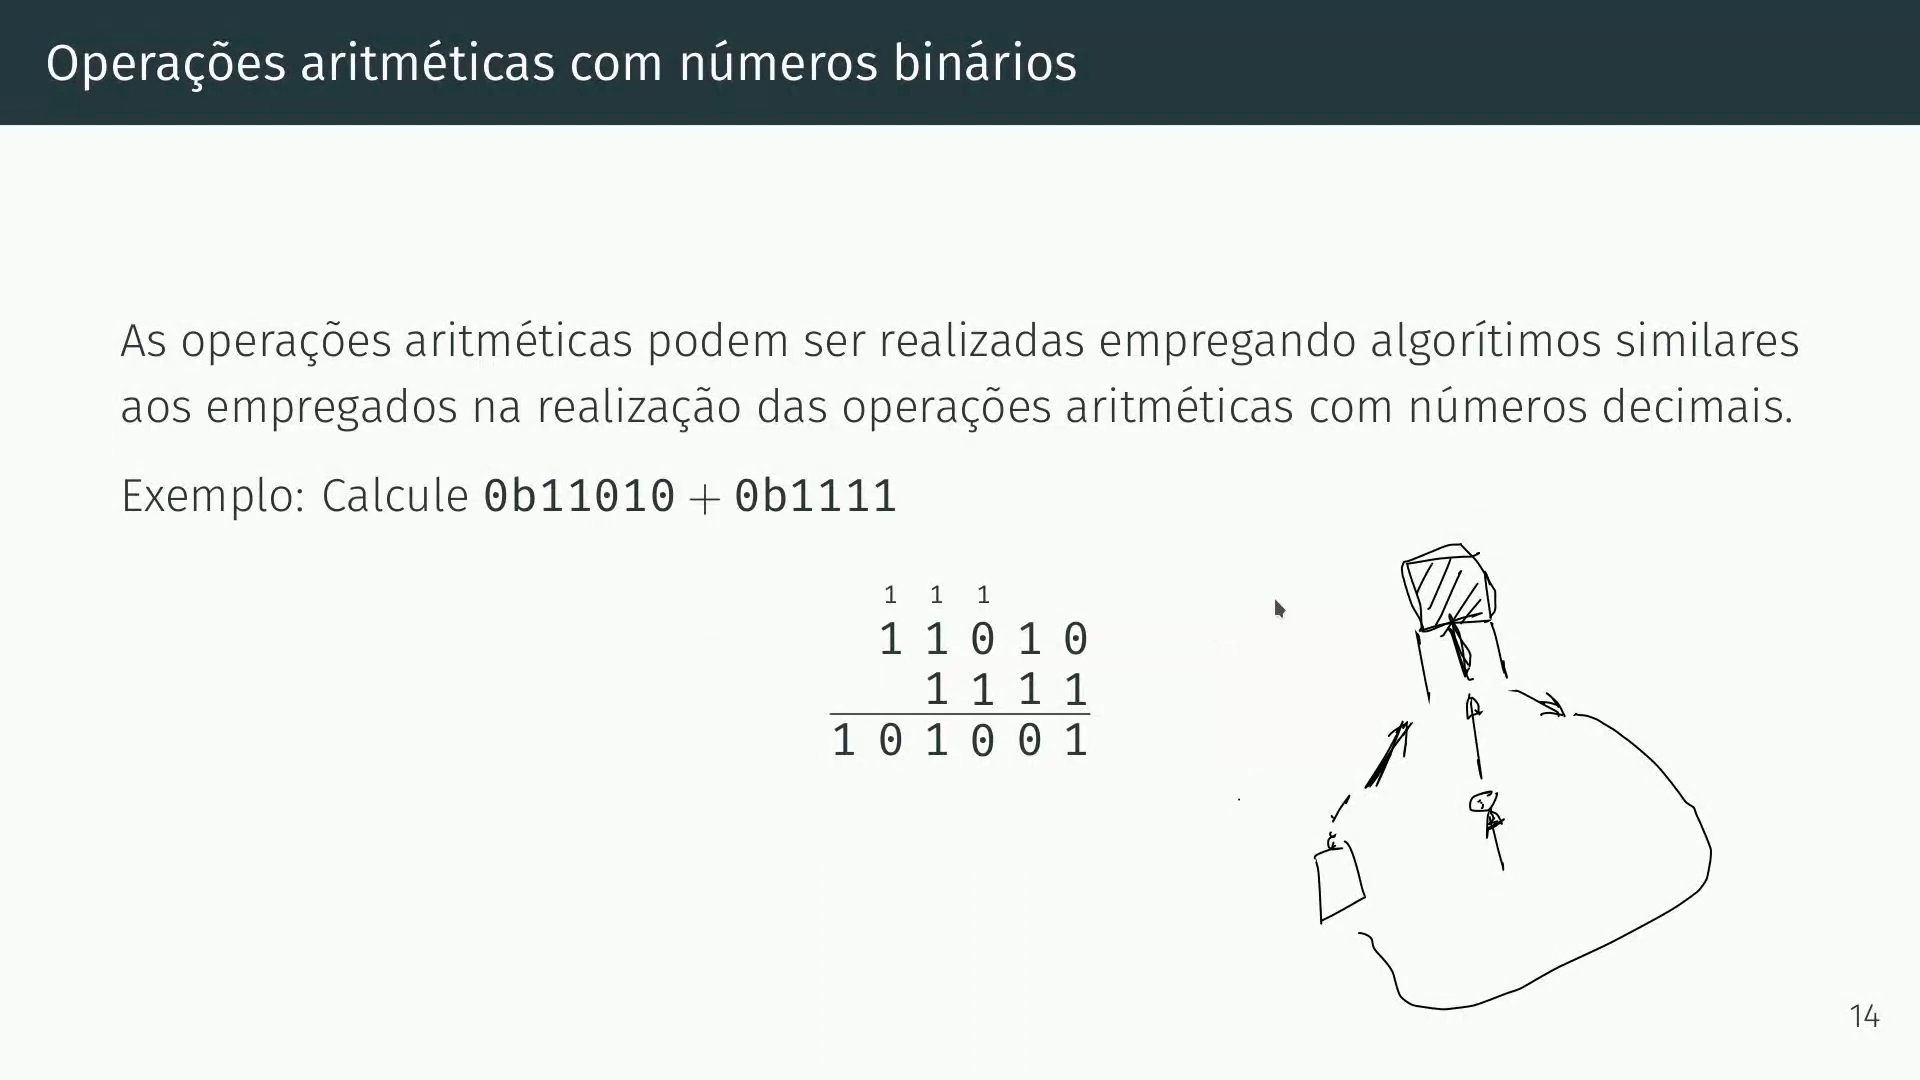 Operações aritméticas com números binários
As operações aritméticas podem ser realizadas empregando algorítimos similares
aos empregados na realização das operações aritméticas com números decimais.
Exemplo: Calcule 0b11010 + 0b1111
1 1 1
1 1 0 1 0
1 1 1 1
1 0 1 0 0 1
14